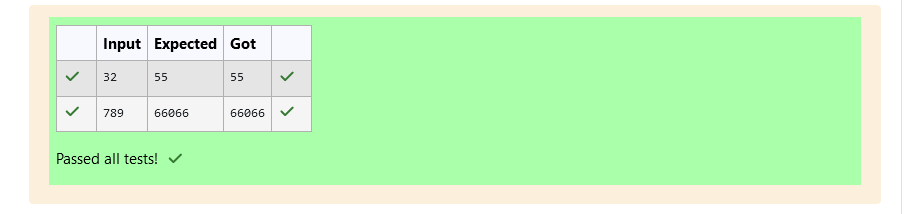 Input Expected Got
32 55 55
789 66066 66066
Passed all tests!